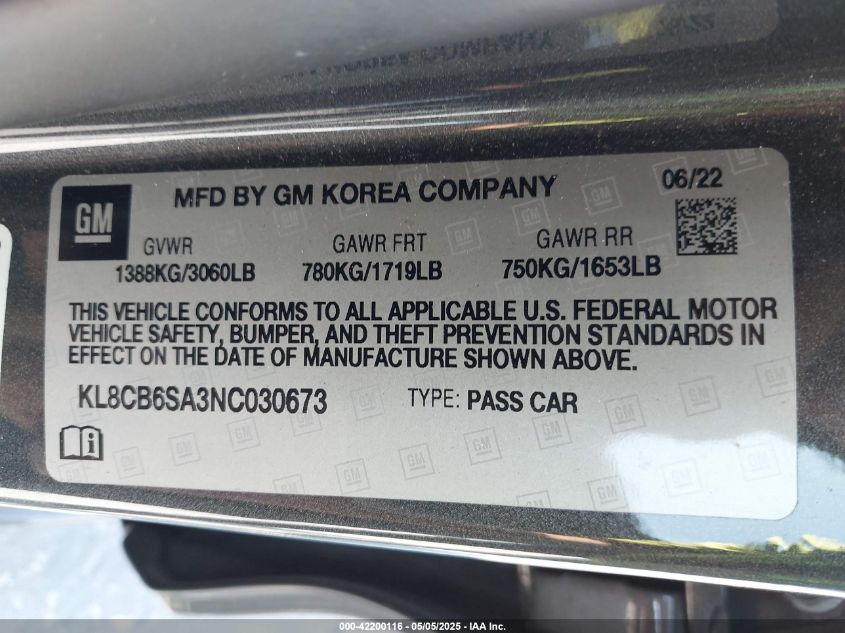 GM
MFD BY GM KOREA COMPANY
06/22
GVWR
1388KG/3060LB
GAWR FRT
780KG/1719LB
GAWR RR
750KG/1653LB
THIS VEHICLE CONFORMS TO ALL APPLICABLE U.S. FEDERAL MOTOR
VEHICLE SAFETY, BUMPER, AND THEFT PREVENTION STANDARDS IN
EFFECT ON THE DATE OF MANUFACTURE SHOWN ABOVE.
KL8CB6SA3NC030673
TYPE: PASS CAR
000-42200116 - 05/05/2025 - IAA Inc.